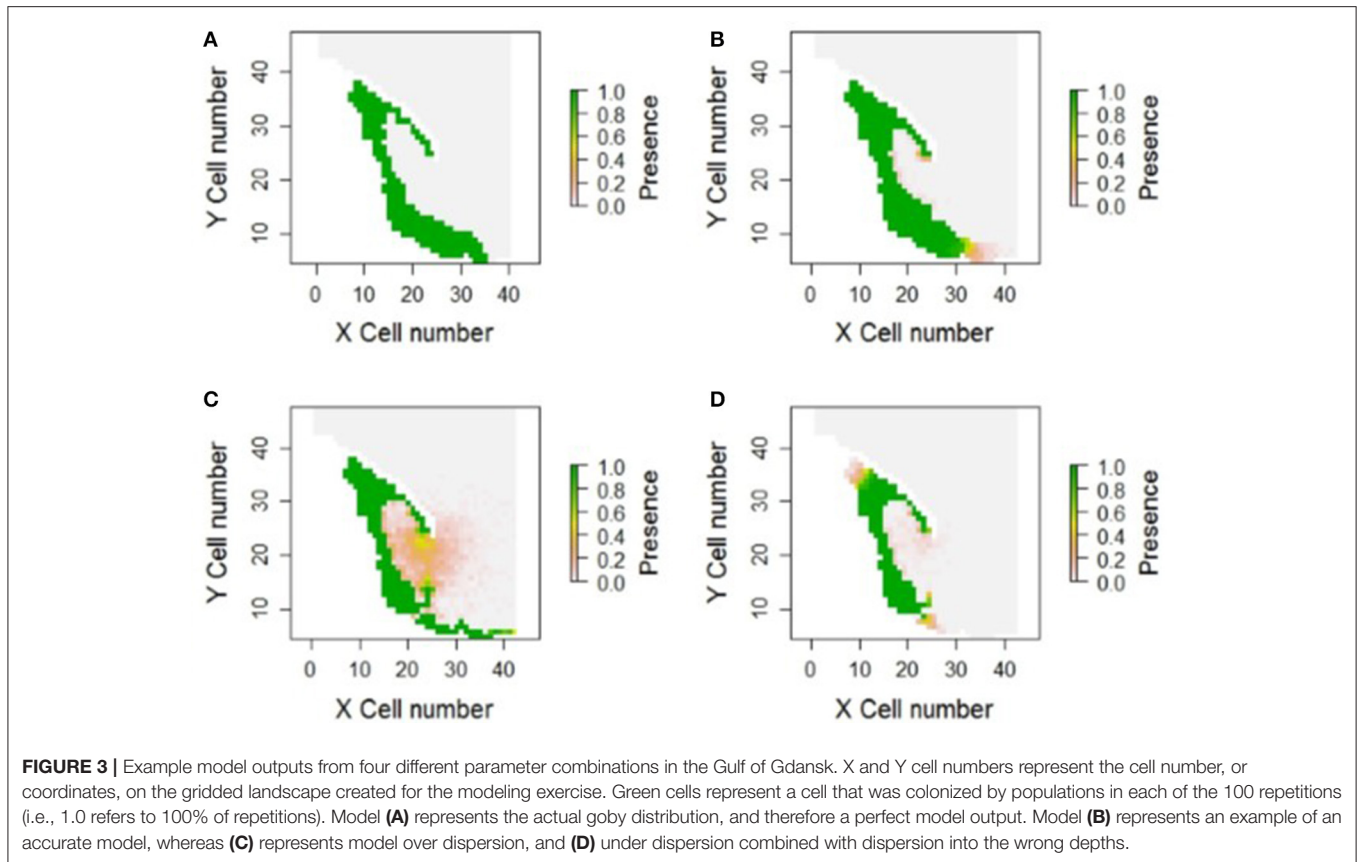 A
Y Cell number
40
30
20
10
0 10 20 30 40
X Cell number
1.0
0.8
0.6
0.4
0.2
0.0
Presence
B
Y Cell number
40
30
20
10
0 10 20 30 40
X Cell number
1.0
0.8
0.6
0.4
0.2
0.0
Presence
C
Y Cell number
40
30
20
10
0 10 20 30 40
X Cell number
1.0
0.8
0.6
0.4
0.2
0.0
Presence
D
Y Cell number
40
30
20
10
0 10 20 30 40
X Cell number
1.0
0.8
0.6
0.4
0.2
0.0
Presence
FIGURE 3 | Example model outputs from four different parameter combinations in the Gulf of Gdansk. X and Y cell numbers represent the cell number, or
coordinates, on the gridded landscape created for the modeling exercise. Green cells represent a cell that was colonized by populations in each of the 100 repetitions
(i.e., 1.0 refers to 100% of repetitions). Model (A) represents the actual goby distribution, and therefore a perfect model output. Model (B) represents an example of an
accurate model, whereas (C) represents model over dispersion, and (D) under dispersion combined with dispersion into the wrong depths.